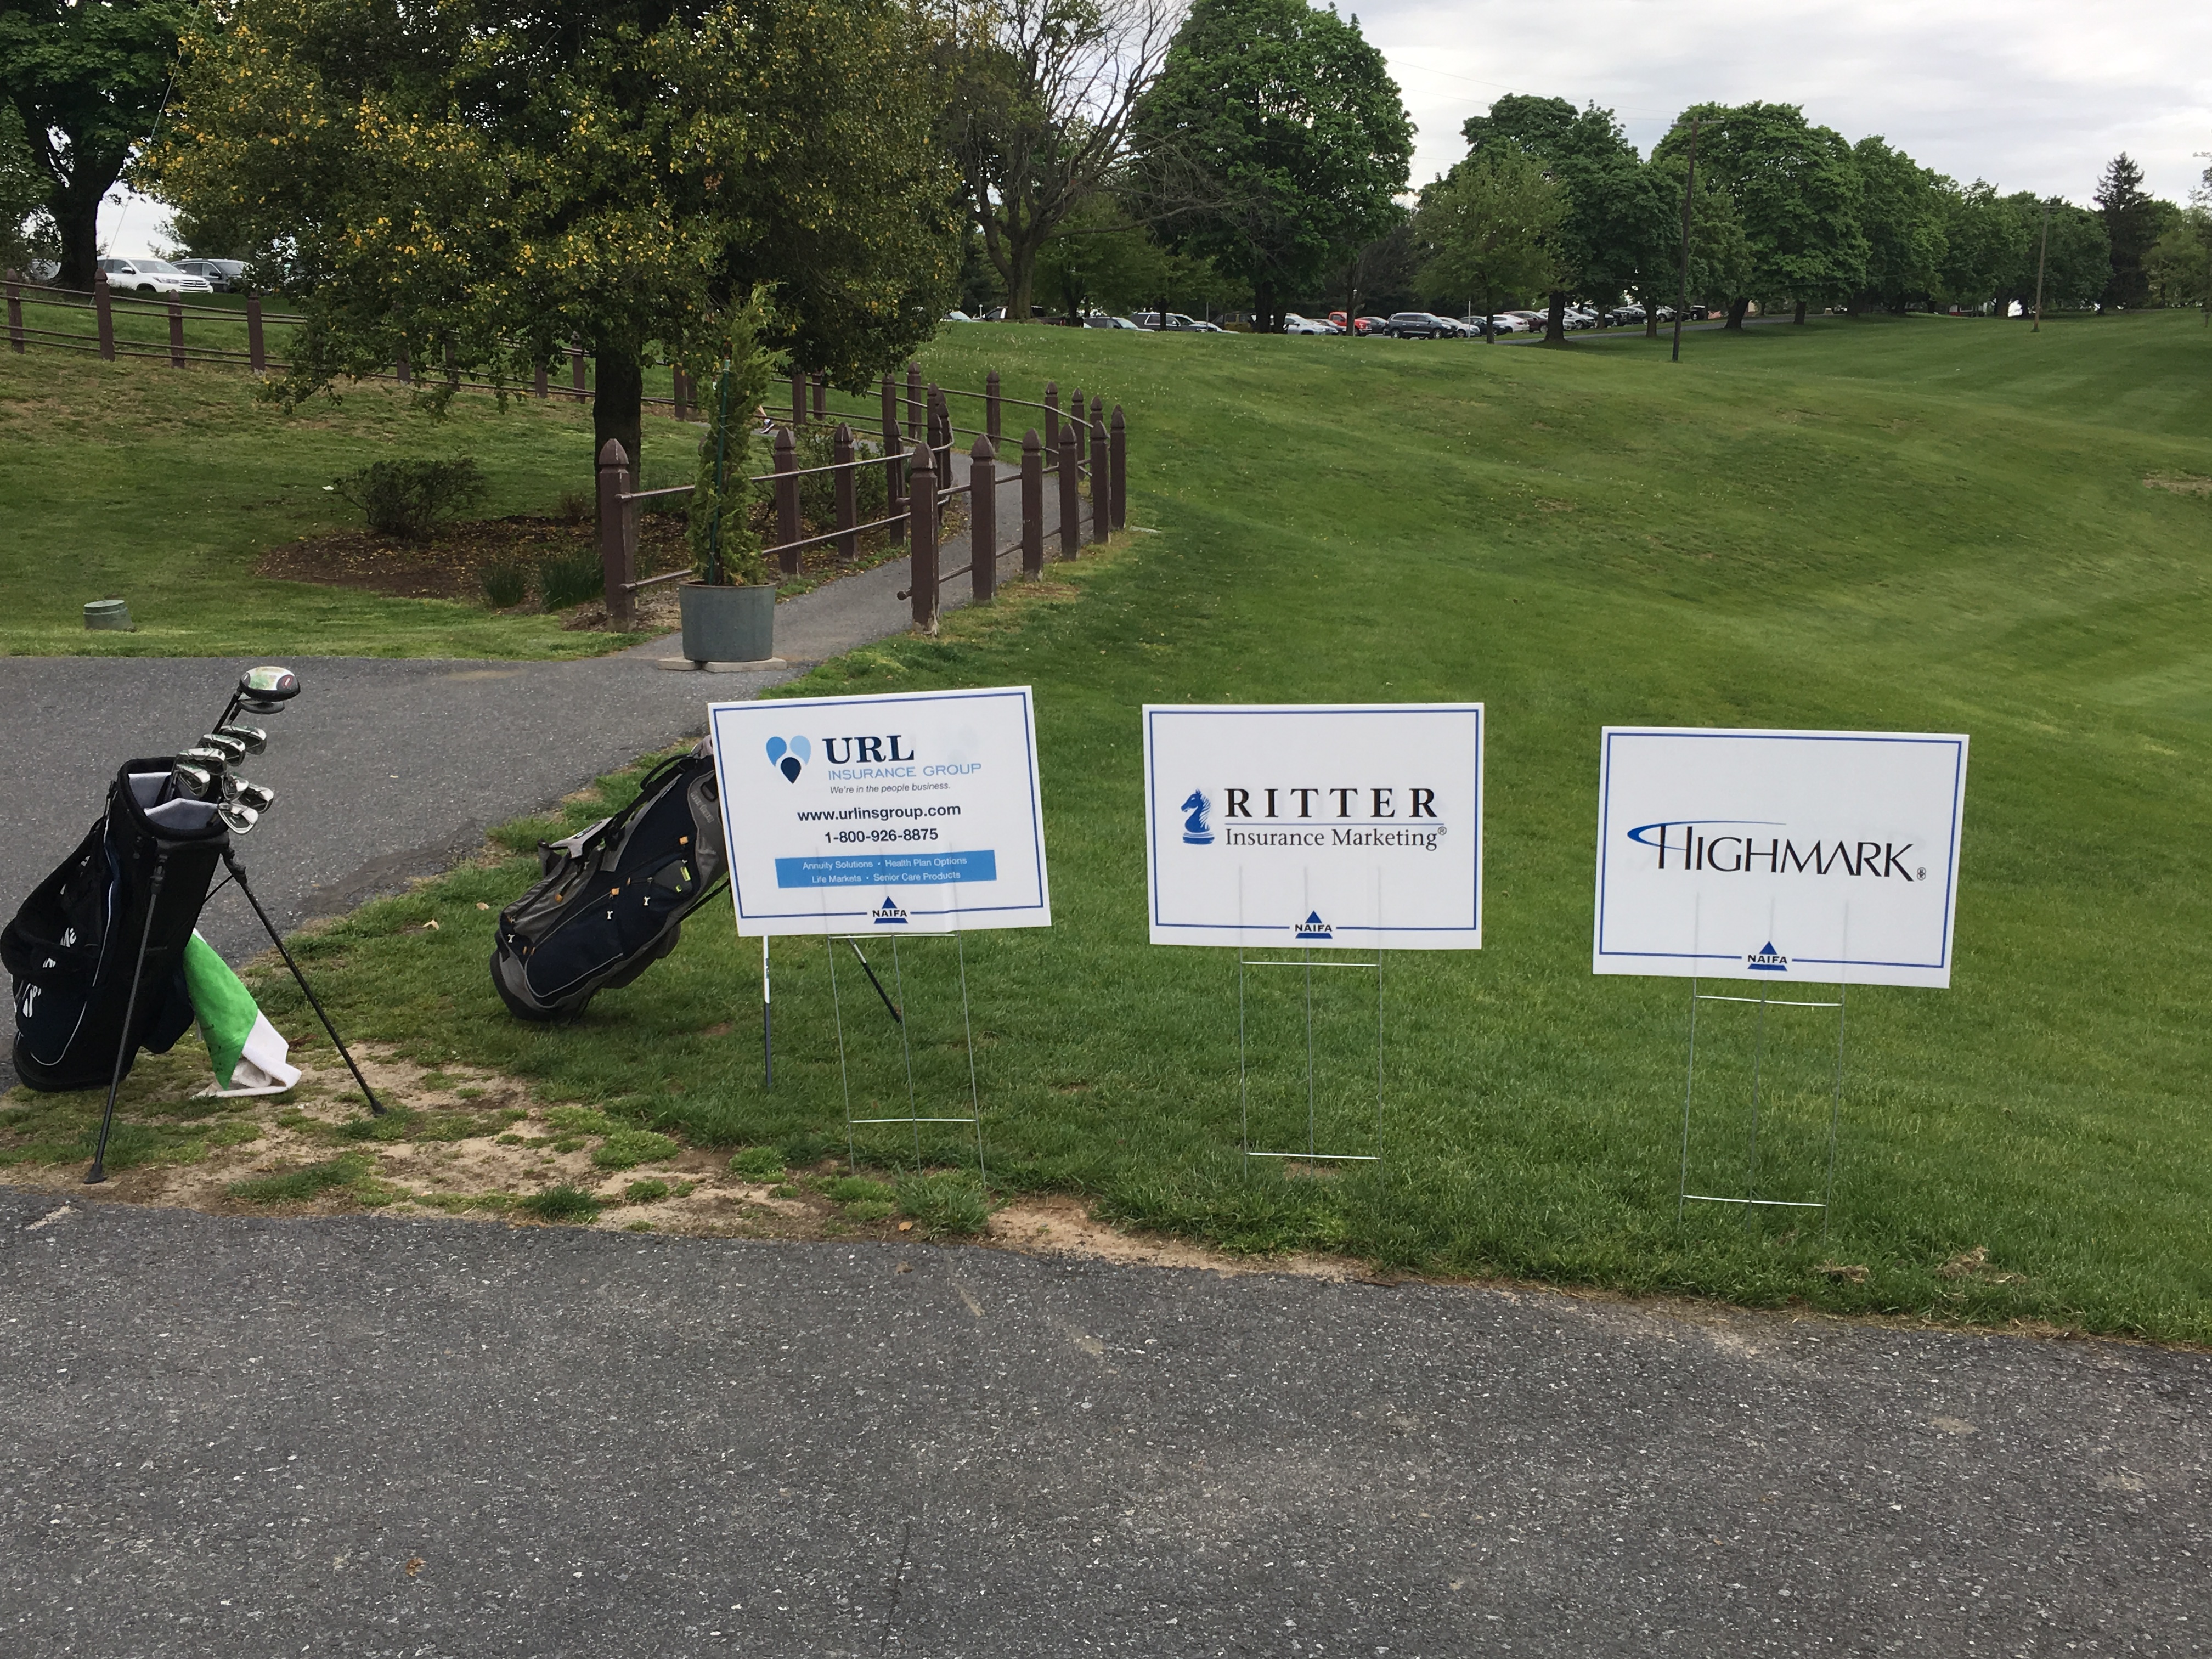 URL
INSURANCE GROUP
We're in the people business.
www.urlinsgroup.com
1-800-926-8875
Annuity Solutions • Health Plan Options
Life Markets • Senior Care Products
NAIFA
RITTER
Insurance Marketing®
NAIFA
HIGHMARK®
NAIFA